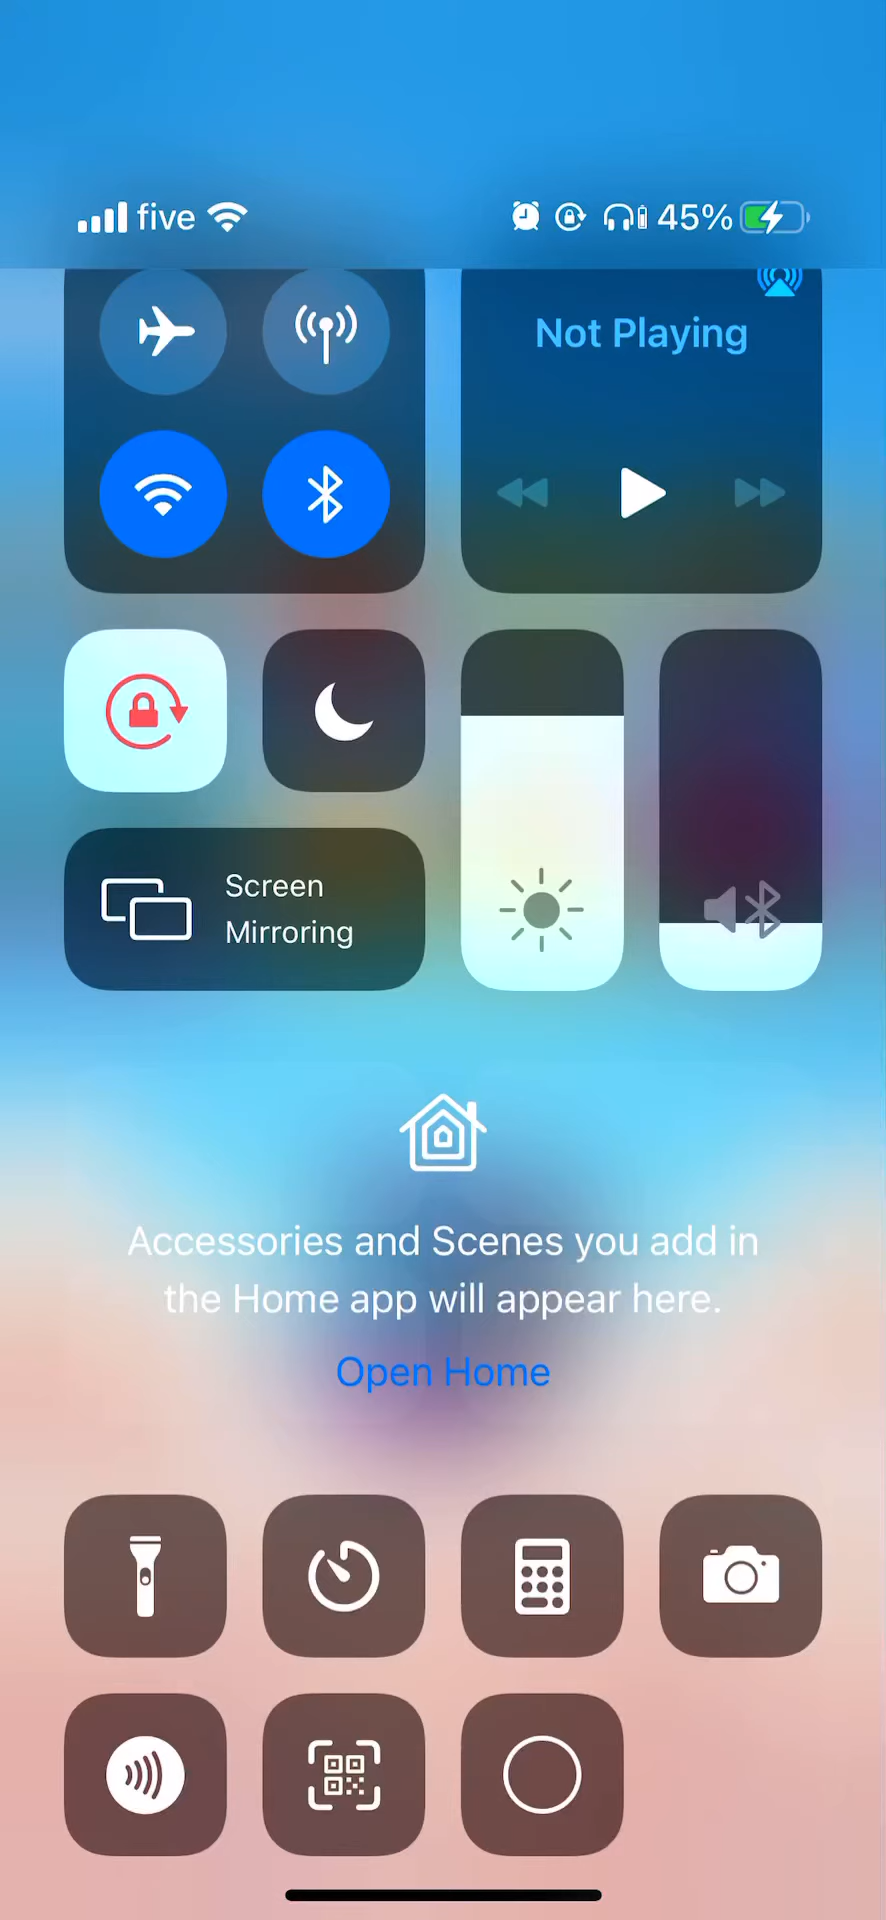 five 45%
Not Playing
Screen
Mirroring
Accessories and Scenes you add in
the Home app will appear here.
Open Home